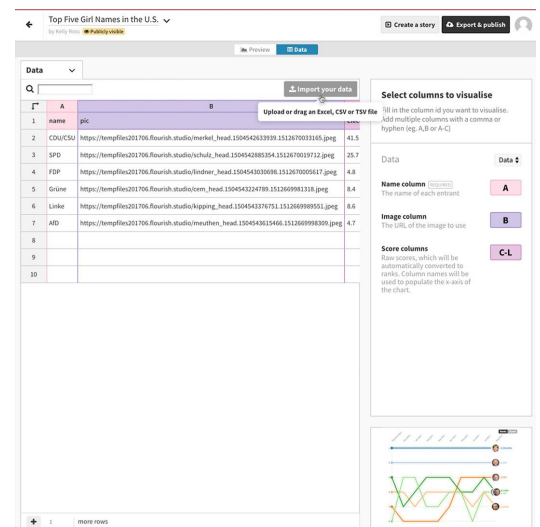 Top Five Girl Names in the U.S.
by Kelly Ross Publicly visible
Create a story
Export & publish
Preview
Data
Data
Import your data
Upload or drag an Excel, CSV or TSV file
A B
1 name pic
2 CDU/CSU https://tempfiles201706.flourish.studio/merkel_head.1504542633939.1512670033165.jpeg 41.5
3 SPD https://tempfiles201706.flourish.studio/schulz_head.1504542885354.1512670019712.jpeg 25.7
4 FDP https://tempfiles201706.flourish.studio/lindner_head.1504543030698.1512670005617.jpeg 4.8
5 Grüne https://tempfiles201706.flourish.studio/cem_head.1504543224789.1512669981318.jpeg 8.4
6 Linke https://tempfiles201706.flourish.studio/kipping_head.1504543376751.1512669989551.jpeg 8.6
7 AfD https://tempfiles201706.flourish.studio/meuthen_head.1504543615466.1512669998309.jpeg 4.7
8
9
10
1 more rows
Select columns to visualise
Fill in the column id you want to visualise.
Add multiple columns with a comma or
hyphen (eg. A,B or A-C)
Data Data
Name column REQUIRED A
The name of each entrant
Image column B
The URL of the image to use
Score columns C-L
Raw scores, which will be
automatically converted to
ranks. Column names will be
used to populate the x-axis of
the chart.